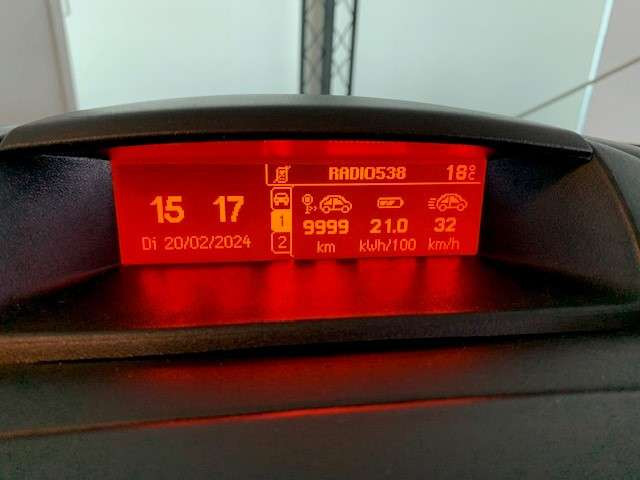 RADIO538 18°C
15 17
Di 20/02/2024
1
2
9999 21.0 32
km kWh/100 km/h